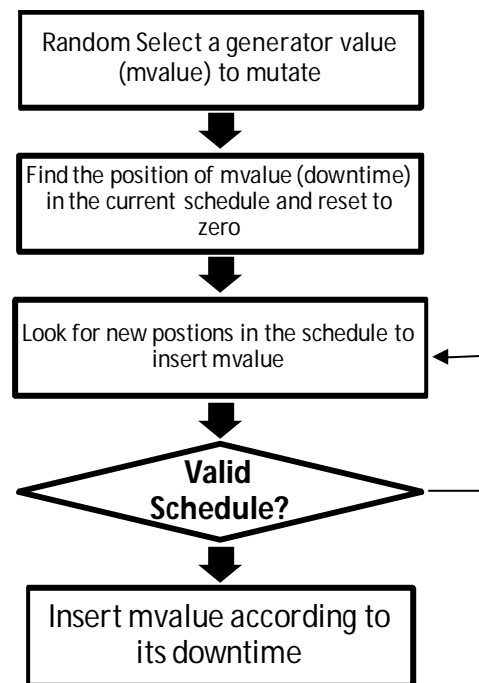 Random Select a generator value
(mvalue) to mutate
Find the position of mvalue (downtime)
in the current schedule and reset to
zero
Look for new postions in the schedule to
insert mvalue
Valid
Schedule?
Insert mvalue according to
its downtime